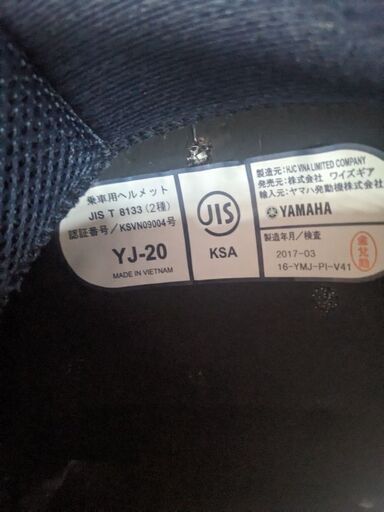 乗車用ヘルメット
JIS T 8133 (2種)
認証番号/KSVN09004号
YJ-20
MADE IN VIETNAM
JIS
KSA
製造元:HJC VINA LIMITED COMPANY
発売元:株式会社 ワイズギア
輸入元:ヤマハ発動機株式会社
YAMAHA
製造年月/検査
2017-03
16-YMJ-PI-V41